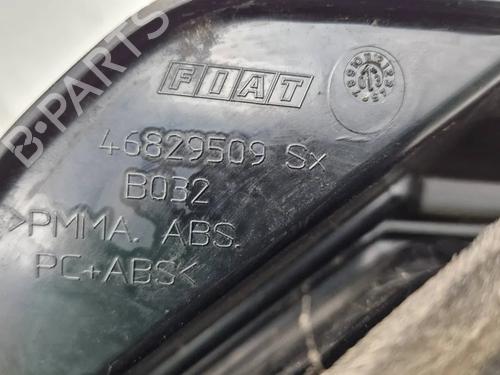 FIAT
46829509 Sx
B032
>PMMA. ABS.
PC+ABS<
B-PARTS